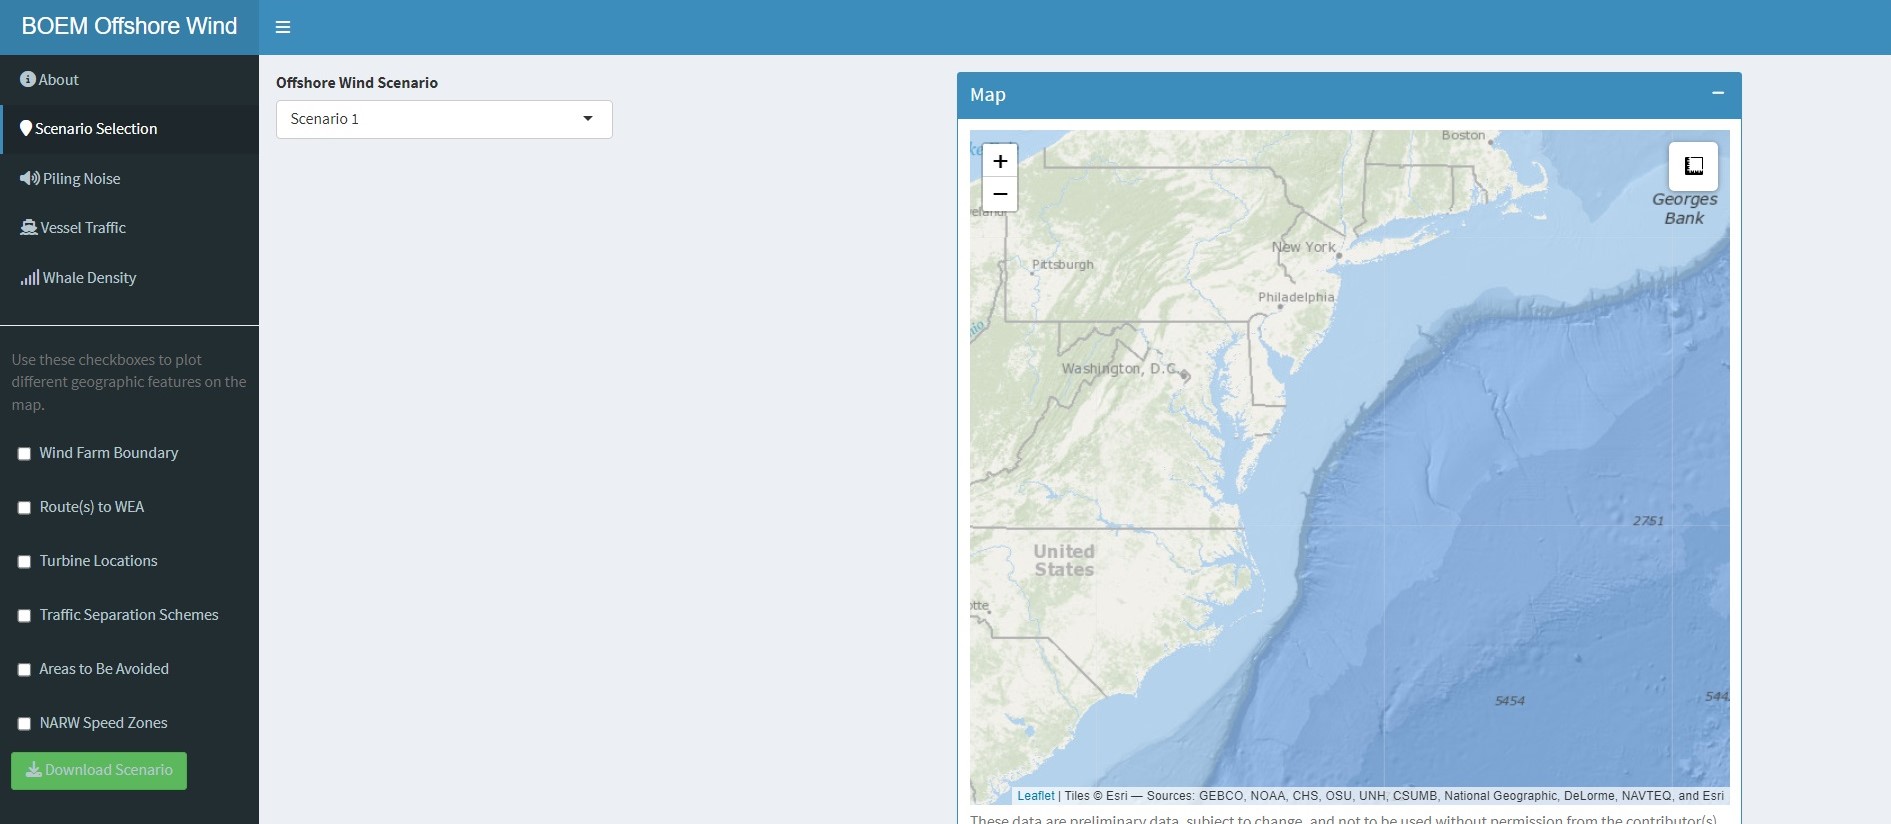 BOEM Offshore Wind
About
Scenario Selection
Piling Noise
Vessel Traffic
Whale Density
Use these checkboxes to plot
different geographic features on the
map.
Wind Farm Boundary
Route(s) to WEA
Turbine Locations
Traffic Separation Schemes
Areas to Be Avoided
NARW Speed Zones
Download Scenario
Offshore Wind Scenario
Scenario 1
Map
+
−
Boston
Georges
Bank
New York
Pittsburgh
Philadelphia
Washington, D.C.
2751
United
States
5454
Leaflet | Tiles © Esri — Sources: GEBCO, NOAA, CHS, OSU, UNH, CSUMB, National Geographic, DeLorme, NAVTEQ, and Esri
These data are preliminary data, subject to change, and not to be used without permission from the contributor(s).